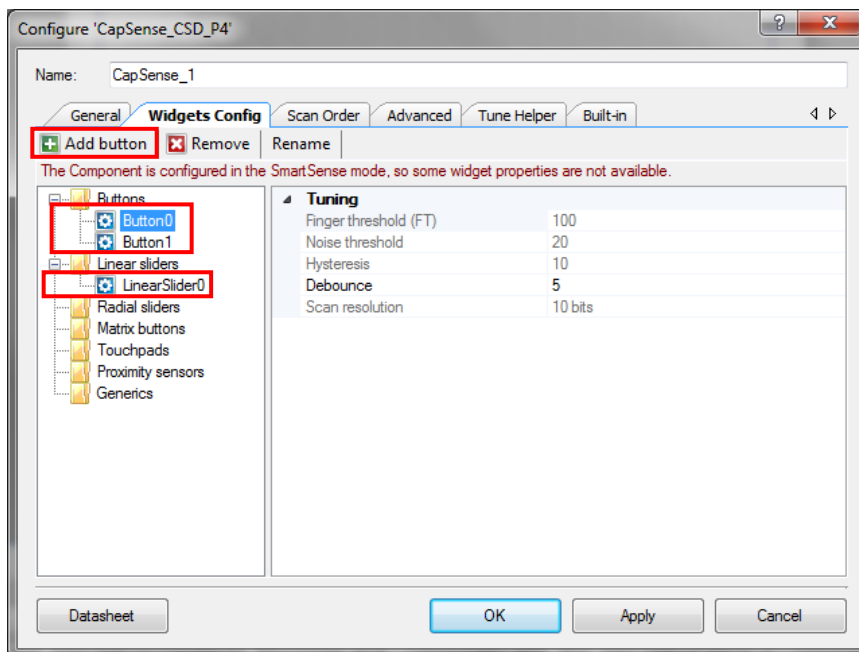 Configure 'CapSense_CSD_P4'
Name: CapSense_1
General Widgets Config Scan Order Advanced Tune Helper Built-in
Add button Remove Rename
The Component is configured in the SmartSense mode, so some widget properties are not available.
Buttons
Button0
Button1
Linear sliders
LinearSlider0
Radial sliders
Matrix buttons
Touchpads
Proximity sensors
Generics
Tuning
Finger threshold (FT) 100
Noise threshold 20
Hysteresis 10
Debounce 5
Scan resolution 10 bits
Datasheet OK Apply Cancel